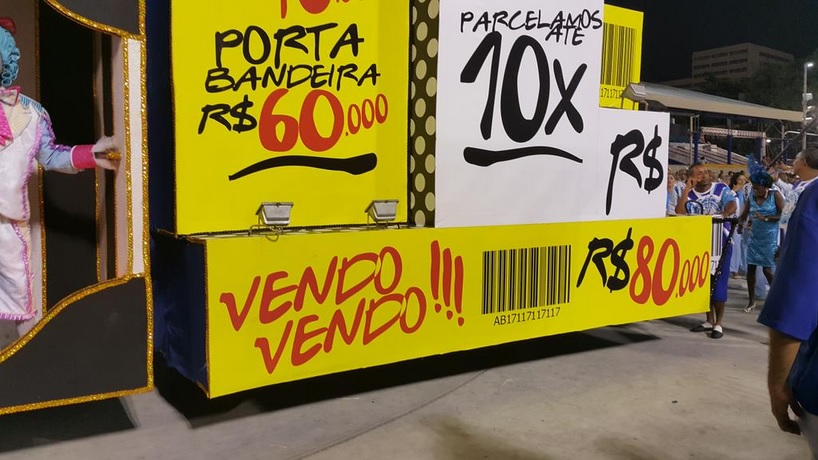 PORTA
BANDEIRA
R$60.000
PARCELAMOS
ATÉ
10X
R$
VENDO
VENDO!!!
AB17117117117
R$80.000